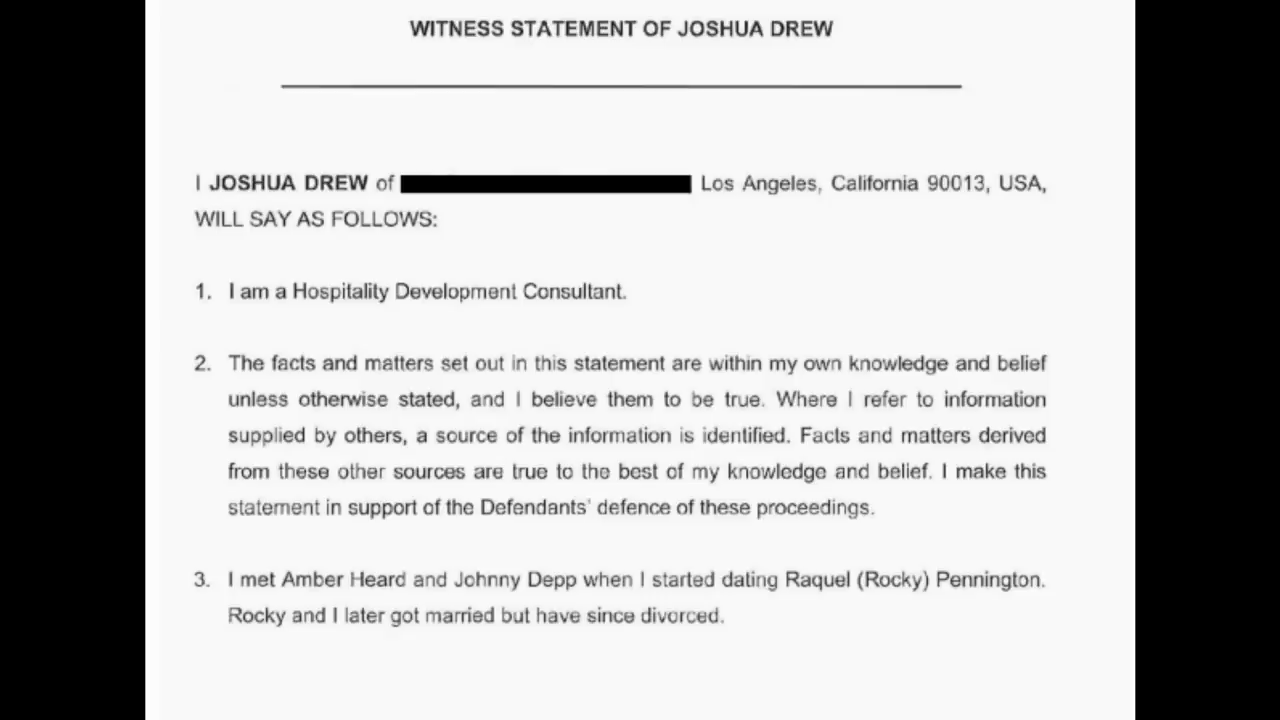 WITNESS STATEMENT OF JOSHUA DREW
I JOSHUA DREW of Los Angeles, California 90013, USA,
WILL SAY AS FOLLOWS:
1. I am a Hospitality Development Consultant.
2. The facts and matters set out in this statement are within my own knowledge and belief
unless otherwise stated, and I believe them to be true. Where I refer to information
supplied by others, a source of the information is identified. Facts and matters derived
from these other sources are true to the best of my knowledge and belief. I make this
statement in support of the Defendants' defence of these proceedings.
3. I met Amber Heard and Johnny Depp when I started dating Raquel (Rocky) Pennington.
Rocky and I later got married but have since divorced.